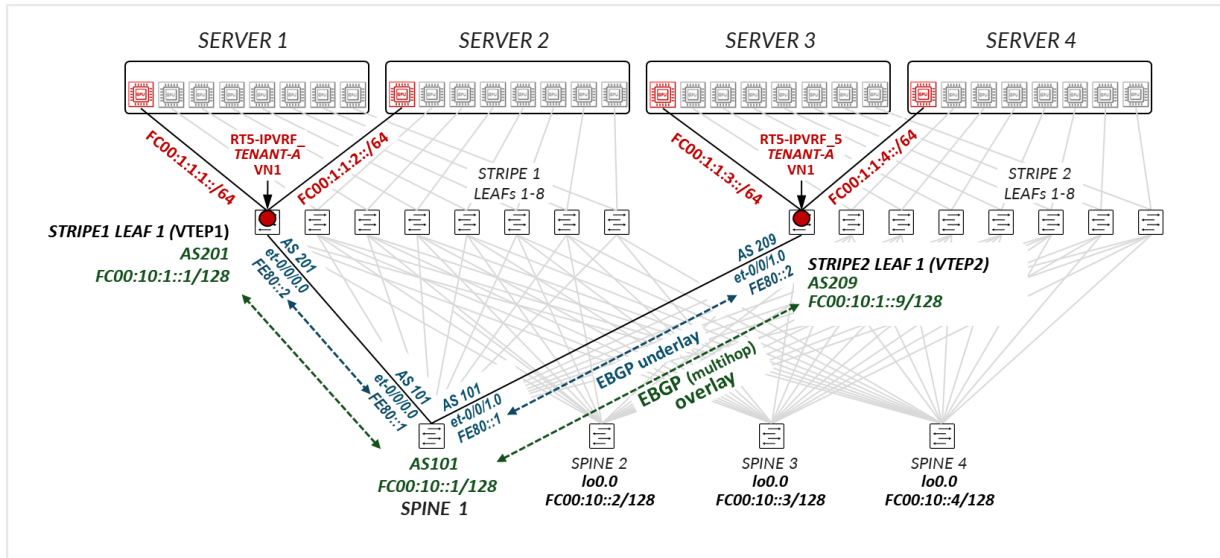 SERVER 1
SERVER 2
SERVER 3
SERVER 4
GPU
GPU
GPU
GPU
FC00:1:1:1::/64
RT5-IPVRF_
TENANT-A
VN1
FC00:1:1:2::/64
FC00:1:1:3::/64
RT5-IPVRF_5
TENANT-A
VN1
FC00:1:1:4::/64
STRIPE 1
LEAFs 1-8
STRIPE 2
LEAFs 1-8
STRIPE1 LEAF 1 (VTEP1)
AS201
FC00:10:1::1/128
AS 201
et-0/0/0.0
FE80::2
AS 209
et-0/0/1.0
FE80::2
STRIPE2 LEAF 1 (VTEP2)
AS209
FC00:10:1::9/128
EBGP underlay
EBGP (multihop)
overlay
AS 101
et-0/0/0.0
FE80::1
AS 101
et-0/0/1.0
FE80::1
AS101
FC00:10::1/128
SPINE 1
SPINE 2
lo0.0
FC00:10::2/128
SPINE 3
lo0.0
FC00:10::3/128
SPINE 4
lo0.0
FC00:10::4/128